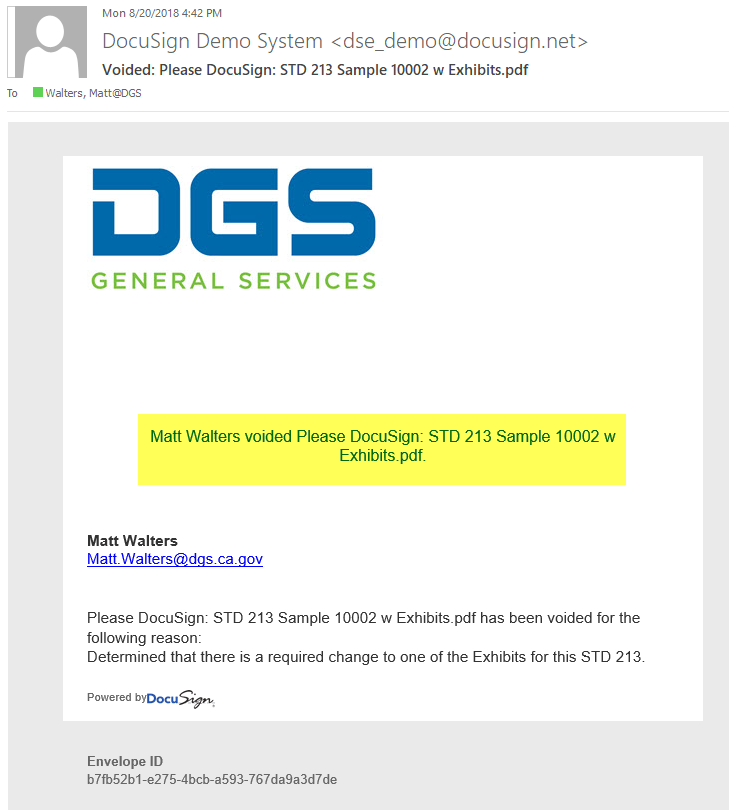 Mon 8/20/2018 4:42 PM
DocuSign Demo System <dse_demo@docusign.net>
Voided: Please DocuSign: STD 213 Sample 10002 w Exhibits.pdf
To Walters, Matt@DGS
DGS
GENERAL SERVICES
Matt Walters voided Please DocuSign: STD 213 Sample 10002 w
Exhibits.pdf.
Matt Walters
Matt.Walters@dgs.ca.gov
Please DocuSign: STD 213 Sample 10002 w Exhibits.pdf has been voided for the
following reason:
Determined that there is a required change to one of the Exhibits for this STD 213.
Powered by DocuSign
Envelope ID
b7fb52b1-e275-4bcb-a593-767da9a3d7de